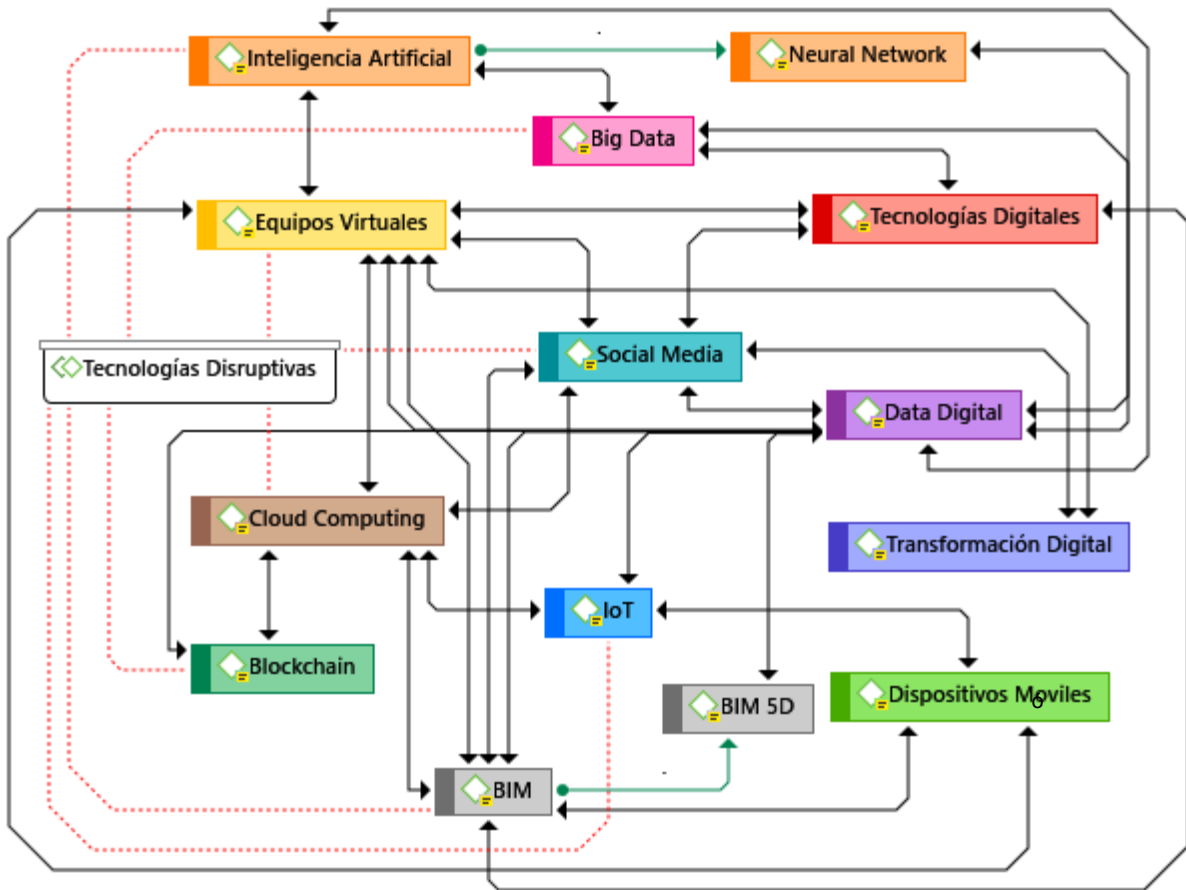 Inteligencia Artificial
Neural Network
Big Data
Equipos Virtuales
Tecnologías Digitales
Tecnologías Disruptivas
Social Media
Data Digital
Cloud Computing
Transformación Digital
IoT
Blockchain
BIM 5D
Dispositivos Moviles
6
BIM